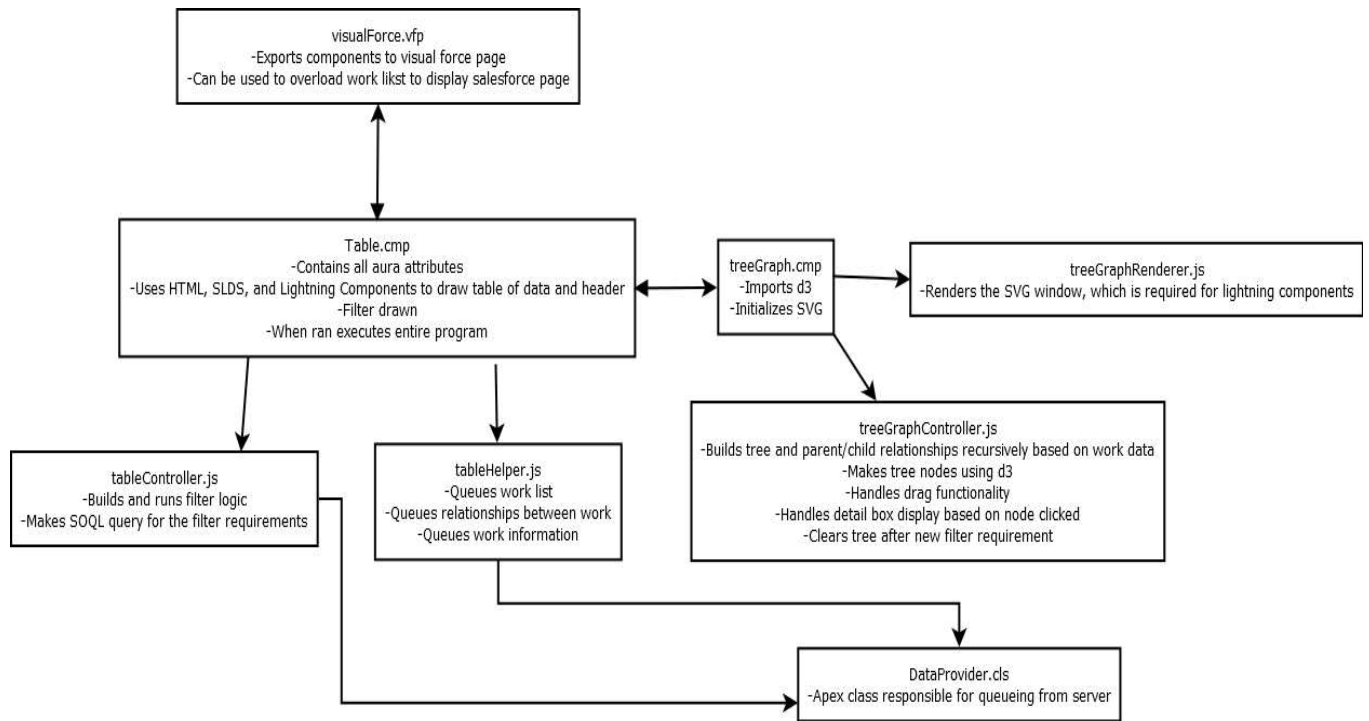 visualForce.vfp
-Exports components to visual force page
-Can be used to overload work likst to display salesforce page
Table.cmp
-Contains all aura attributes
-Uses HTML, SLDS, and Lightning Components to draw table of data and header
-Filter drawn
-When ran executes entire program
treeGraph.cmp
-Imports d3
-Initializes SVG
treeGraphRenderer.js
-Renders the SVG window, which is required for lightning components
tableController.js
-Builds and runs filter logic
-Makes SOQL query for the filter requirements
tableHelper.js
-Queues work list
-Queues relationships between work
-Queues work information
treeGraphController.js
-Builds tree and parent/child relationships recursively based on work data
-Makes tree nodes using d3
-Handles drag functionality
-Handles detail box display based on node clicked
-Clears tree after new filter requirement
DataProvider.cls
-Apex class responsible for queueing from server